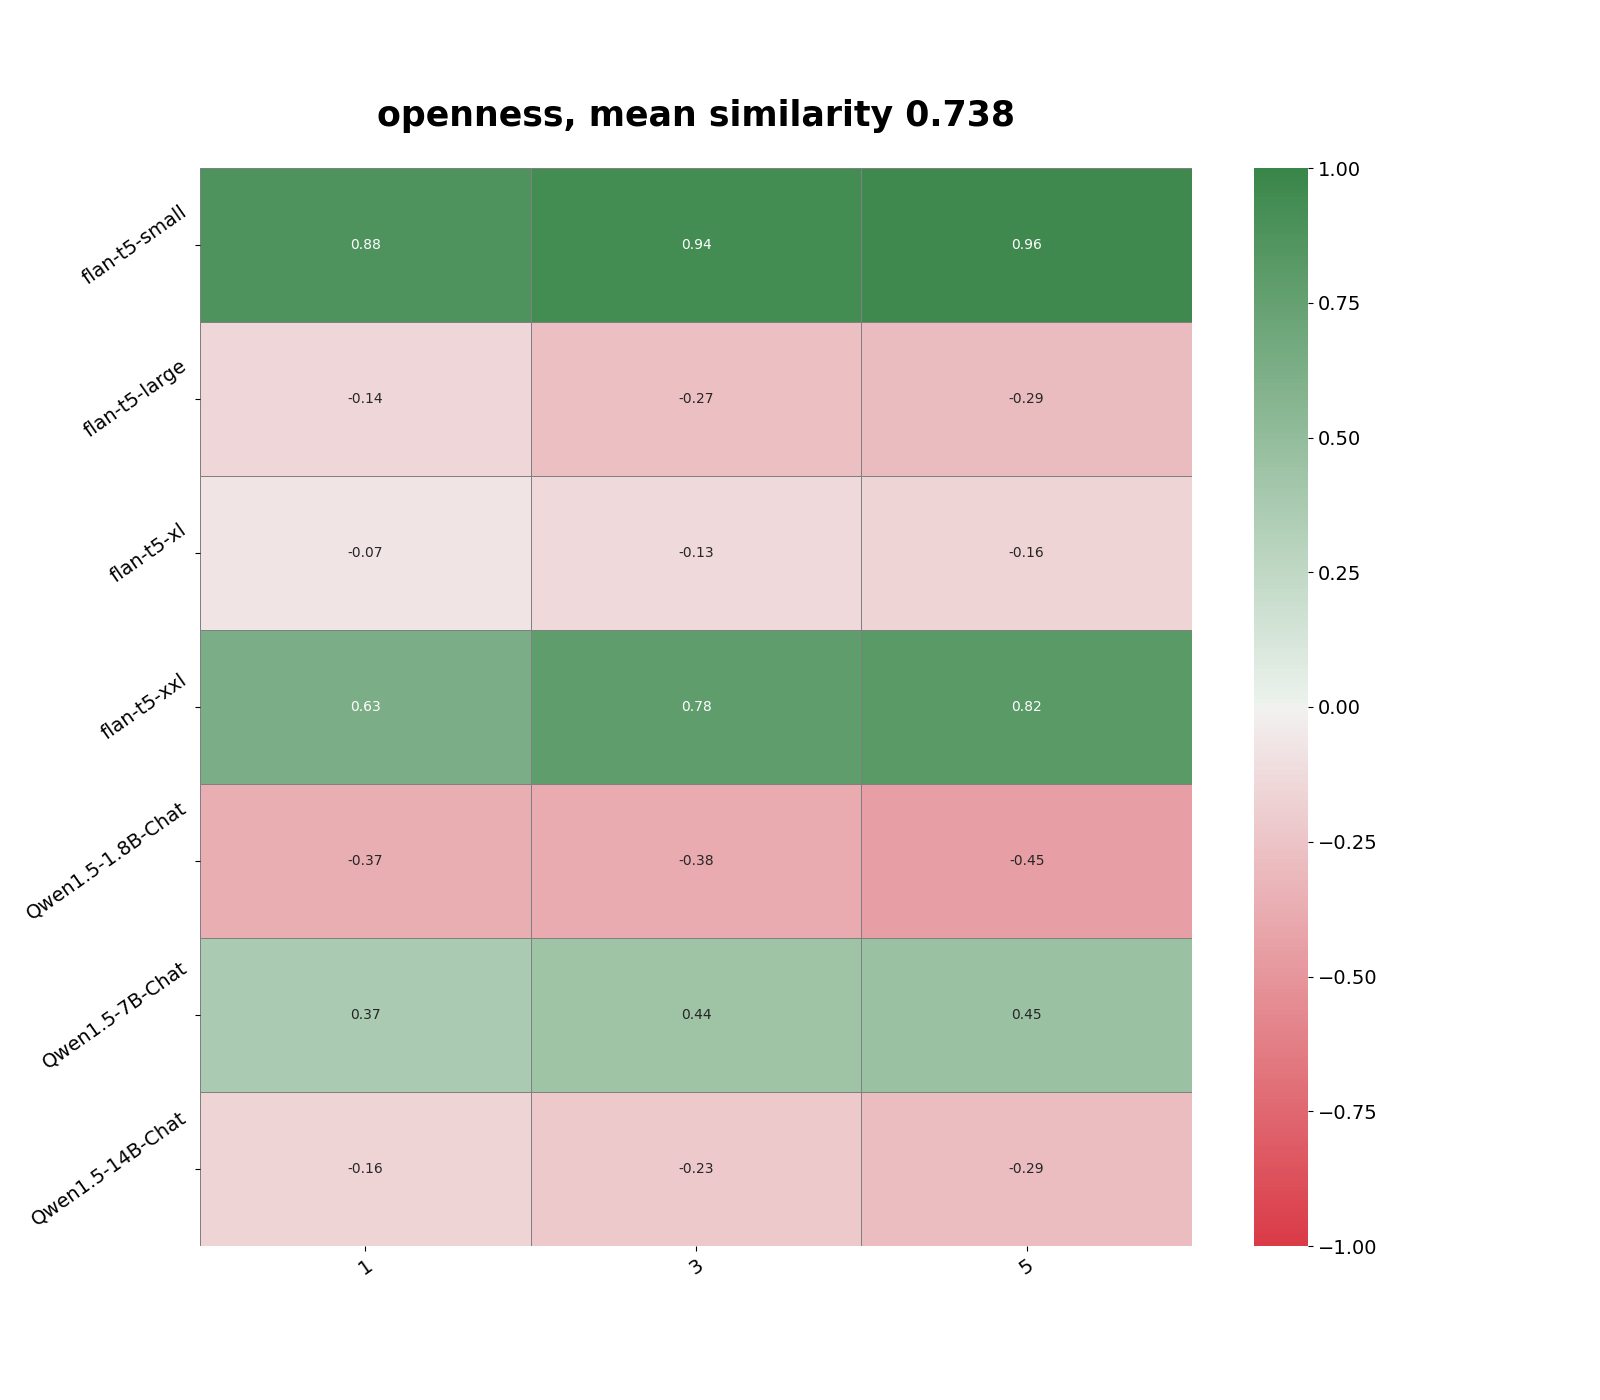 openness, mean similarity 0.738
flan-t5-small 0.88 0.94 0.96
flan-t5-large -0.14 -0.27 -0.29
flan-t5-xl -0.07 -0.13 -0.16
flan-t5-xxl 0.63 0.78 0.82
Qwen1.5-1.8B-Chat -0.37 -0.38 -0.45
Qwen1.5-7B-Chat 0.37 0.44 0.45
Qwen1.5-14B-Chat -0.16 -0.23 -0.29
1 3 5
1.00
0.75
0.50
0.25
0.00
−0.25
−0.50
−0.75
−1.00